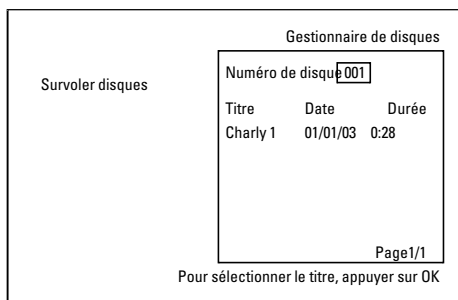 Gestionnaire de disques
Survoler disques
Numéro de disque 001
Titre Date Durée
Charly 1 01/01/03 0:28
Page1/1
Pour sélectionner le titre, appuyer sur OK